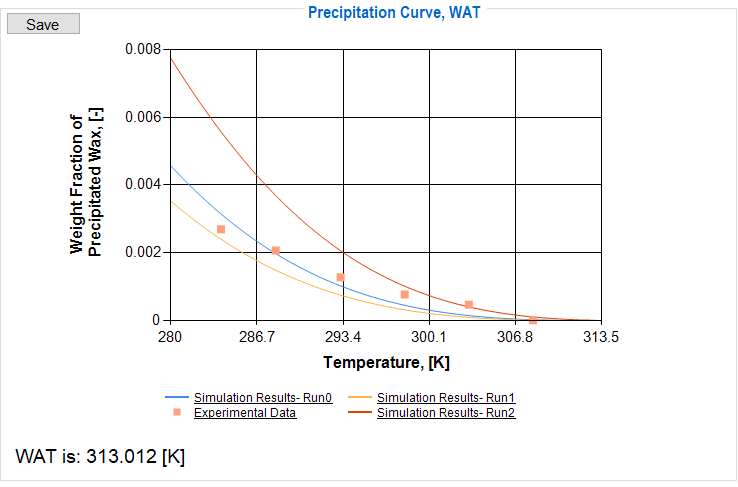 Precipitation Curve, WAT
Save
0.008
0.006
0.004
0.002
0
Weight Fraction of
Precipitated Wax, [-]
280 286.7 293.4 300.1 306.8 313.5
Temperature, [K]
Simulation Results- Run0 Simulation Results- Run1
Experimental Data Simulation Results- Run2
WAT is: 313.012 [K]